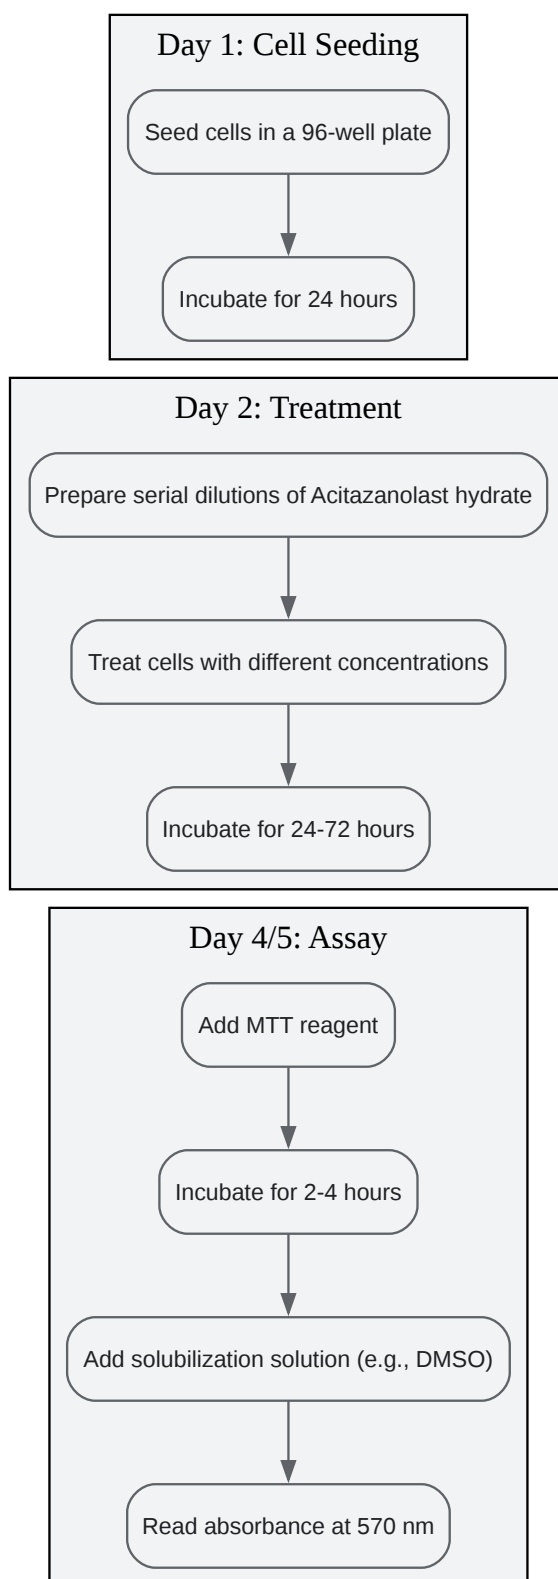 Day 1: Cell Seeding
Seed cells in a 96-well plate
Incubate for 24 hours
Day 2: Treatment
Prepare serial dilutions of Acitazanolast hydrate
Treat cells with different concentrations
Incubate for 24-72 hours
Day 4/5: Assay
Add MTT reagent
Incubate for 2-4 hours
Add solubilization solution (e.g., DMSO)
Read absorbance at 570 nm